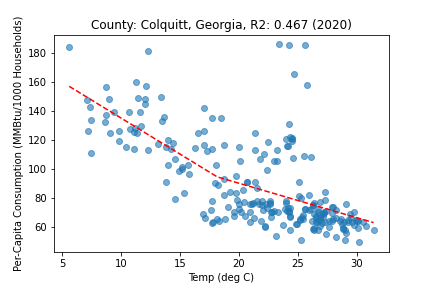 County: Colquitt, Georgia, R2: 0.467 (2020)
Per-Capita Consumption (MMBtu/1000 Households)
180
160
140
120
100
80
60
5 10 15 20 25 30
Temp (deg C)